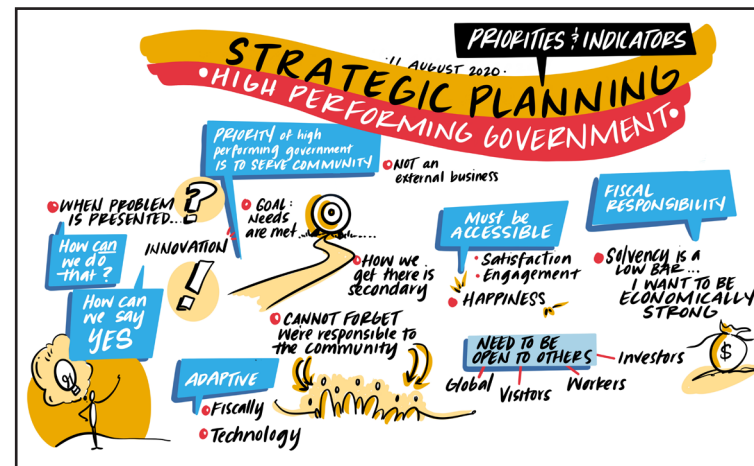 PRIORITIES & INDICATORS
·11 AUGUST 2020·
STRATEGIC PLANNING
•HIGH PERFORMING GOVERNMENT•
PRIORITY of high
performing government
IS TO SERVE COMMUNITY
NOT an
external business
WHEN PROBLEM
IS PRESENTED...
?
How can
we do
that?
INNOVATION
!
How can
we say
YES
GOAL:
Needs
are met...
How we
get there is
secondary
CANNOT FORGET
We're responsible to
the community
ADAPTIVE
Fiscally
Technology
Must be
ACCESSIBLE
• Satisfaction
• Engagement
HAPPINESS
NEED TO BE
OPEN TO OTHERS
Global
Visitors
Workers
Investors
FISCAL
RESPONSIBILITY
Solvency is a
LOW BAR...
I WANT TO BE
ECONOMICALLY
STRONG
$